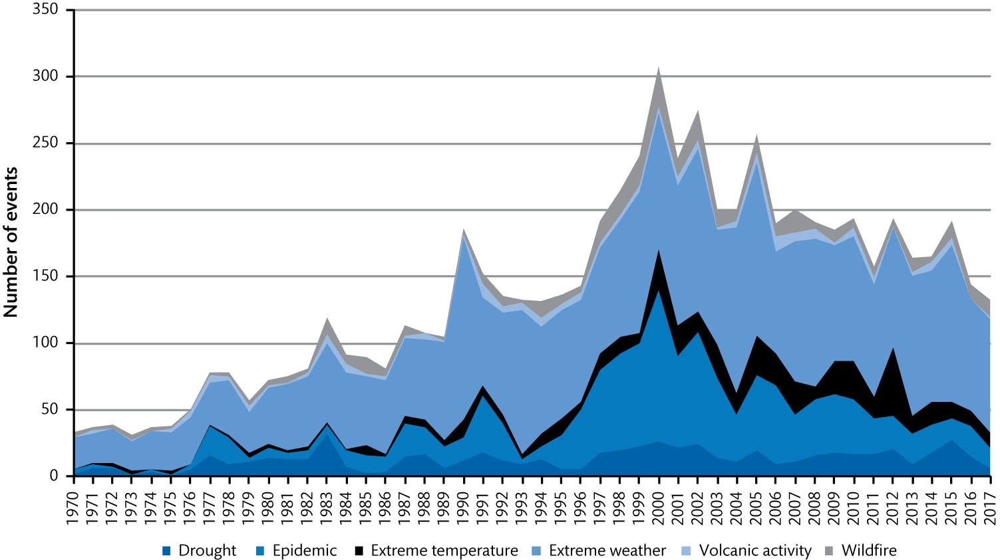 350
300
250
200
150
100
50
0
Number of events
1970 1971 1972 1973 1974 1975 1976 1977 1978 1979 1980 1981 1982 1983 1984 1985 1986 1987 1988 1989 1990 1991 1992 1993 1994 1995 1996 1997 1998 1999 2000 2001 2002 2003 2004 2005 2006 2007 2008 2009 2010 2011 2012 2013 2014 2015 2016 2017
Drought Epidemic Extreme temperature Extreme weather Volcanic activity Wildfire